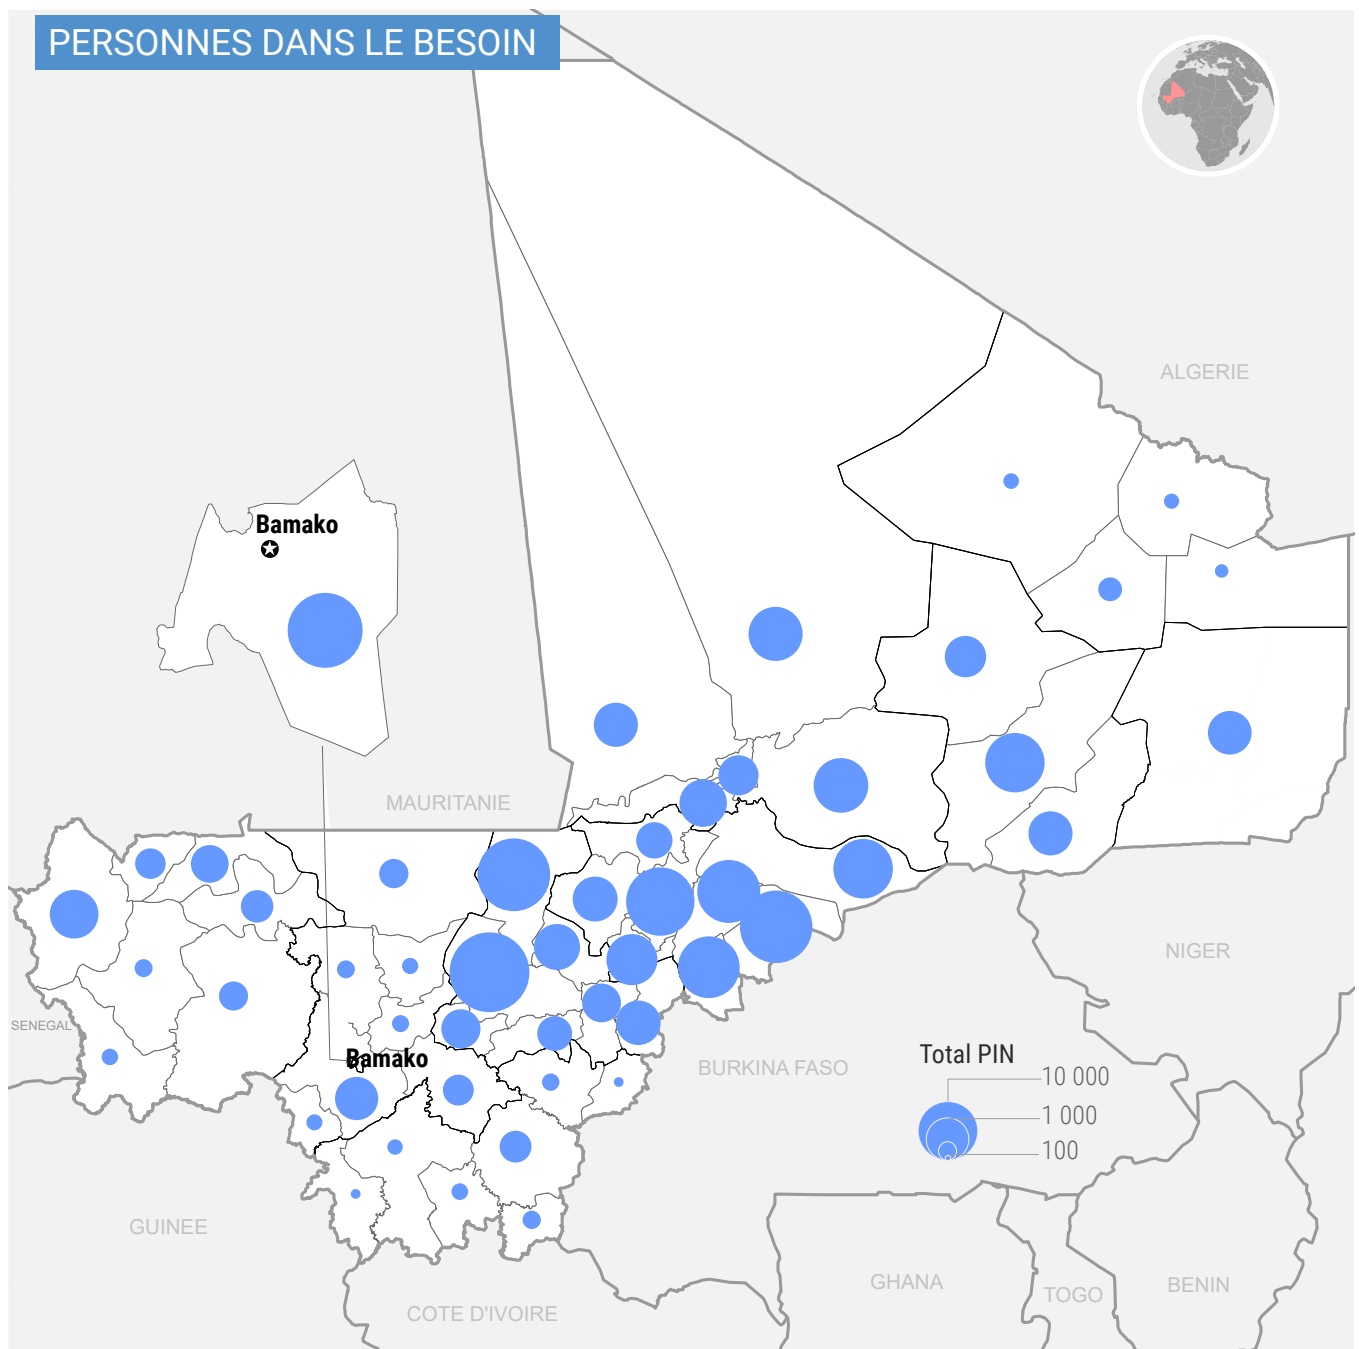 PERSONNES DANS LE BESOIN
ALGERIE
Bamako
MAURITANIE
NIGER
SENEGAL
Bamako
BURKINA FASO
Total PIN
10 000
1 000
100
GUINEE
GHANA
TOGO
BENIN
COTE D'IVOIRE